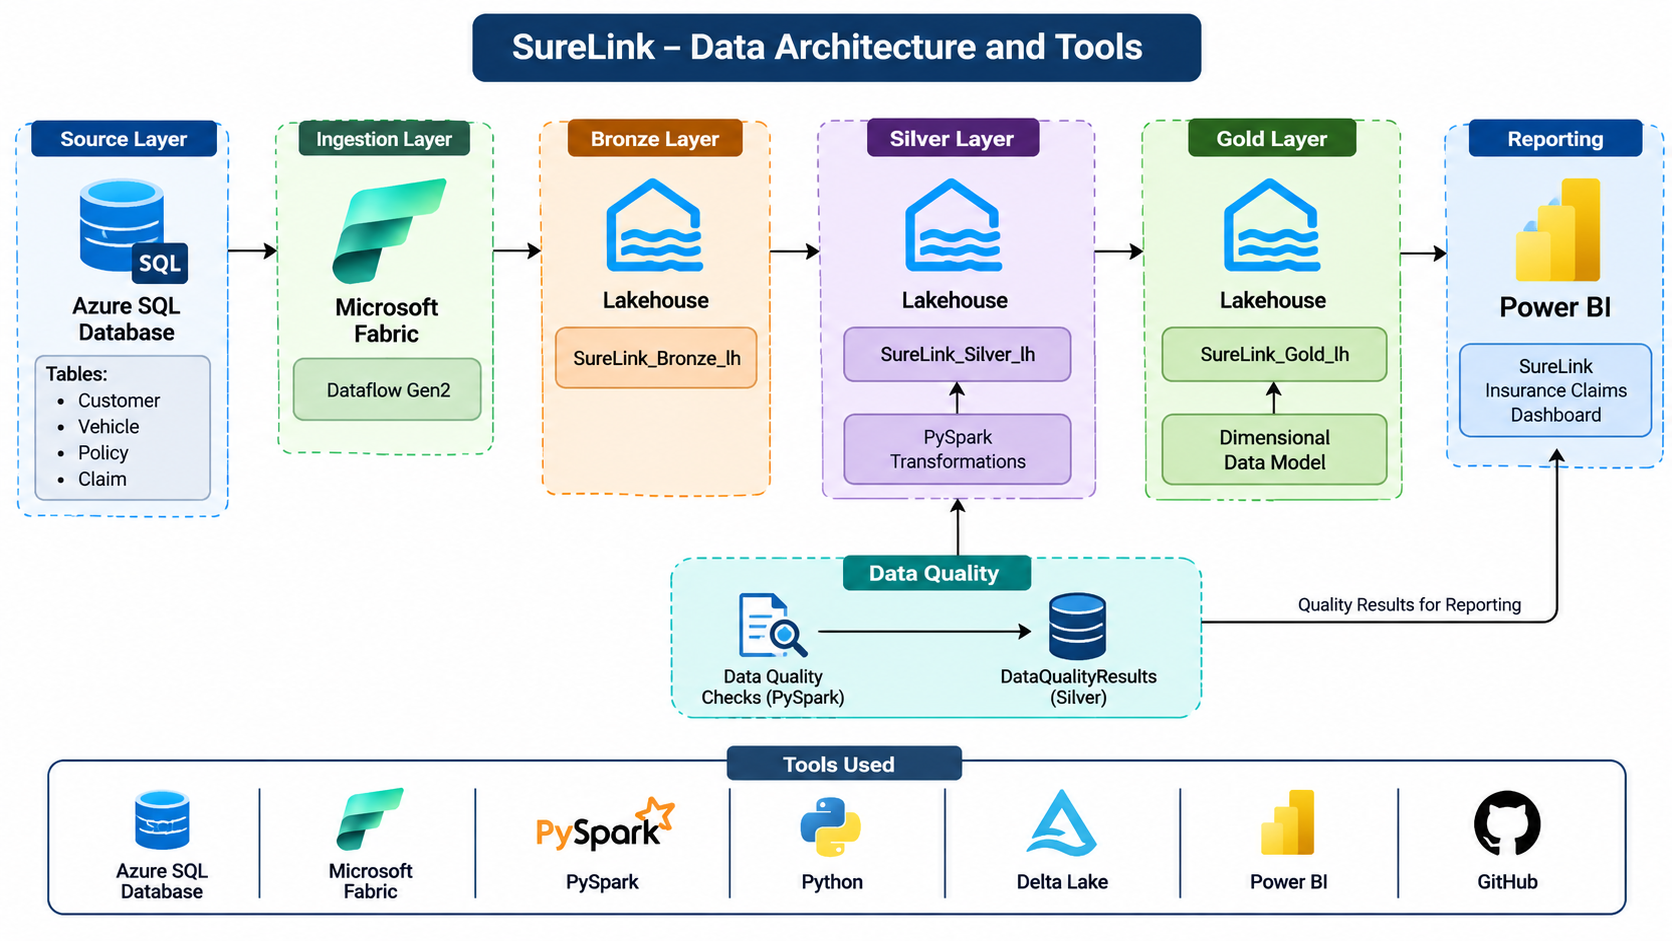 SureLink – Data Architecture and Tools
Source Layer
SQL
Azure SQL
Database
Tables:
• Customer
• Vehicle
• Policy
• Claim
Ingestion Layer
Microsoft
Fabric
Dataflow Gen2
Bronze Layer
Lakehouse
SureLink_Bronze_lh
Silver Layer
Lakehouse
SureLink_Silver_lh
PySpark
Transformations
Gold Layer
Lakehouse
SureLink_Gold_lh
Dimensional
Data Model
Reporting
Power BI
SureLink
Insurance Claims
Dashboard
Data Quality
Data Quality
Checks (PySpark)
DataQualityResults
(Silver)
Quality Results for Reporting
Tools Used
SQL
Azure SQL
Database
Microsoft
Fabric
PySpark
PySpark
Python
Delta Lake
Power BI
GitHub